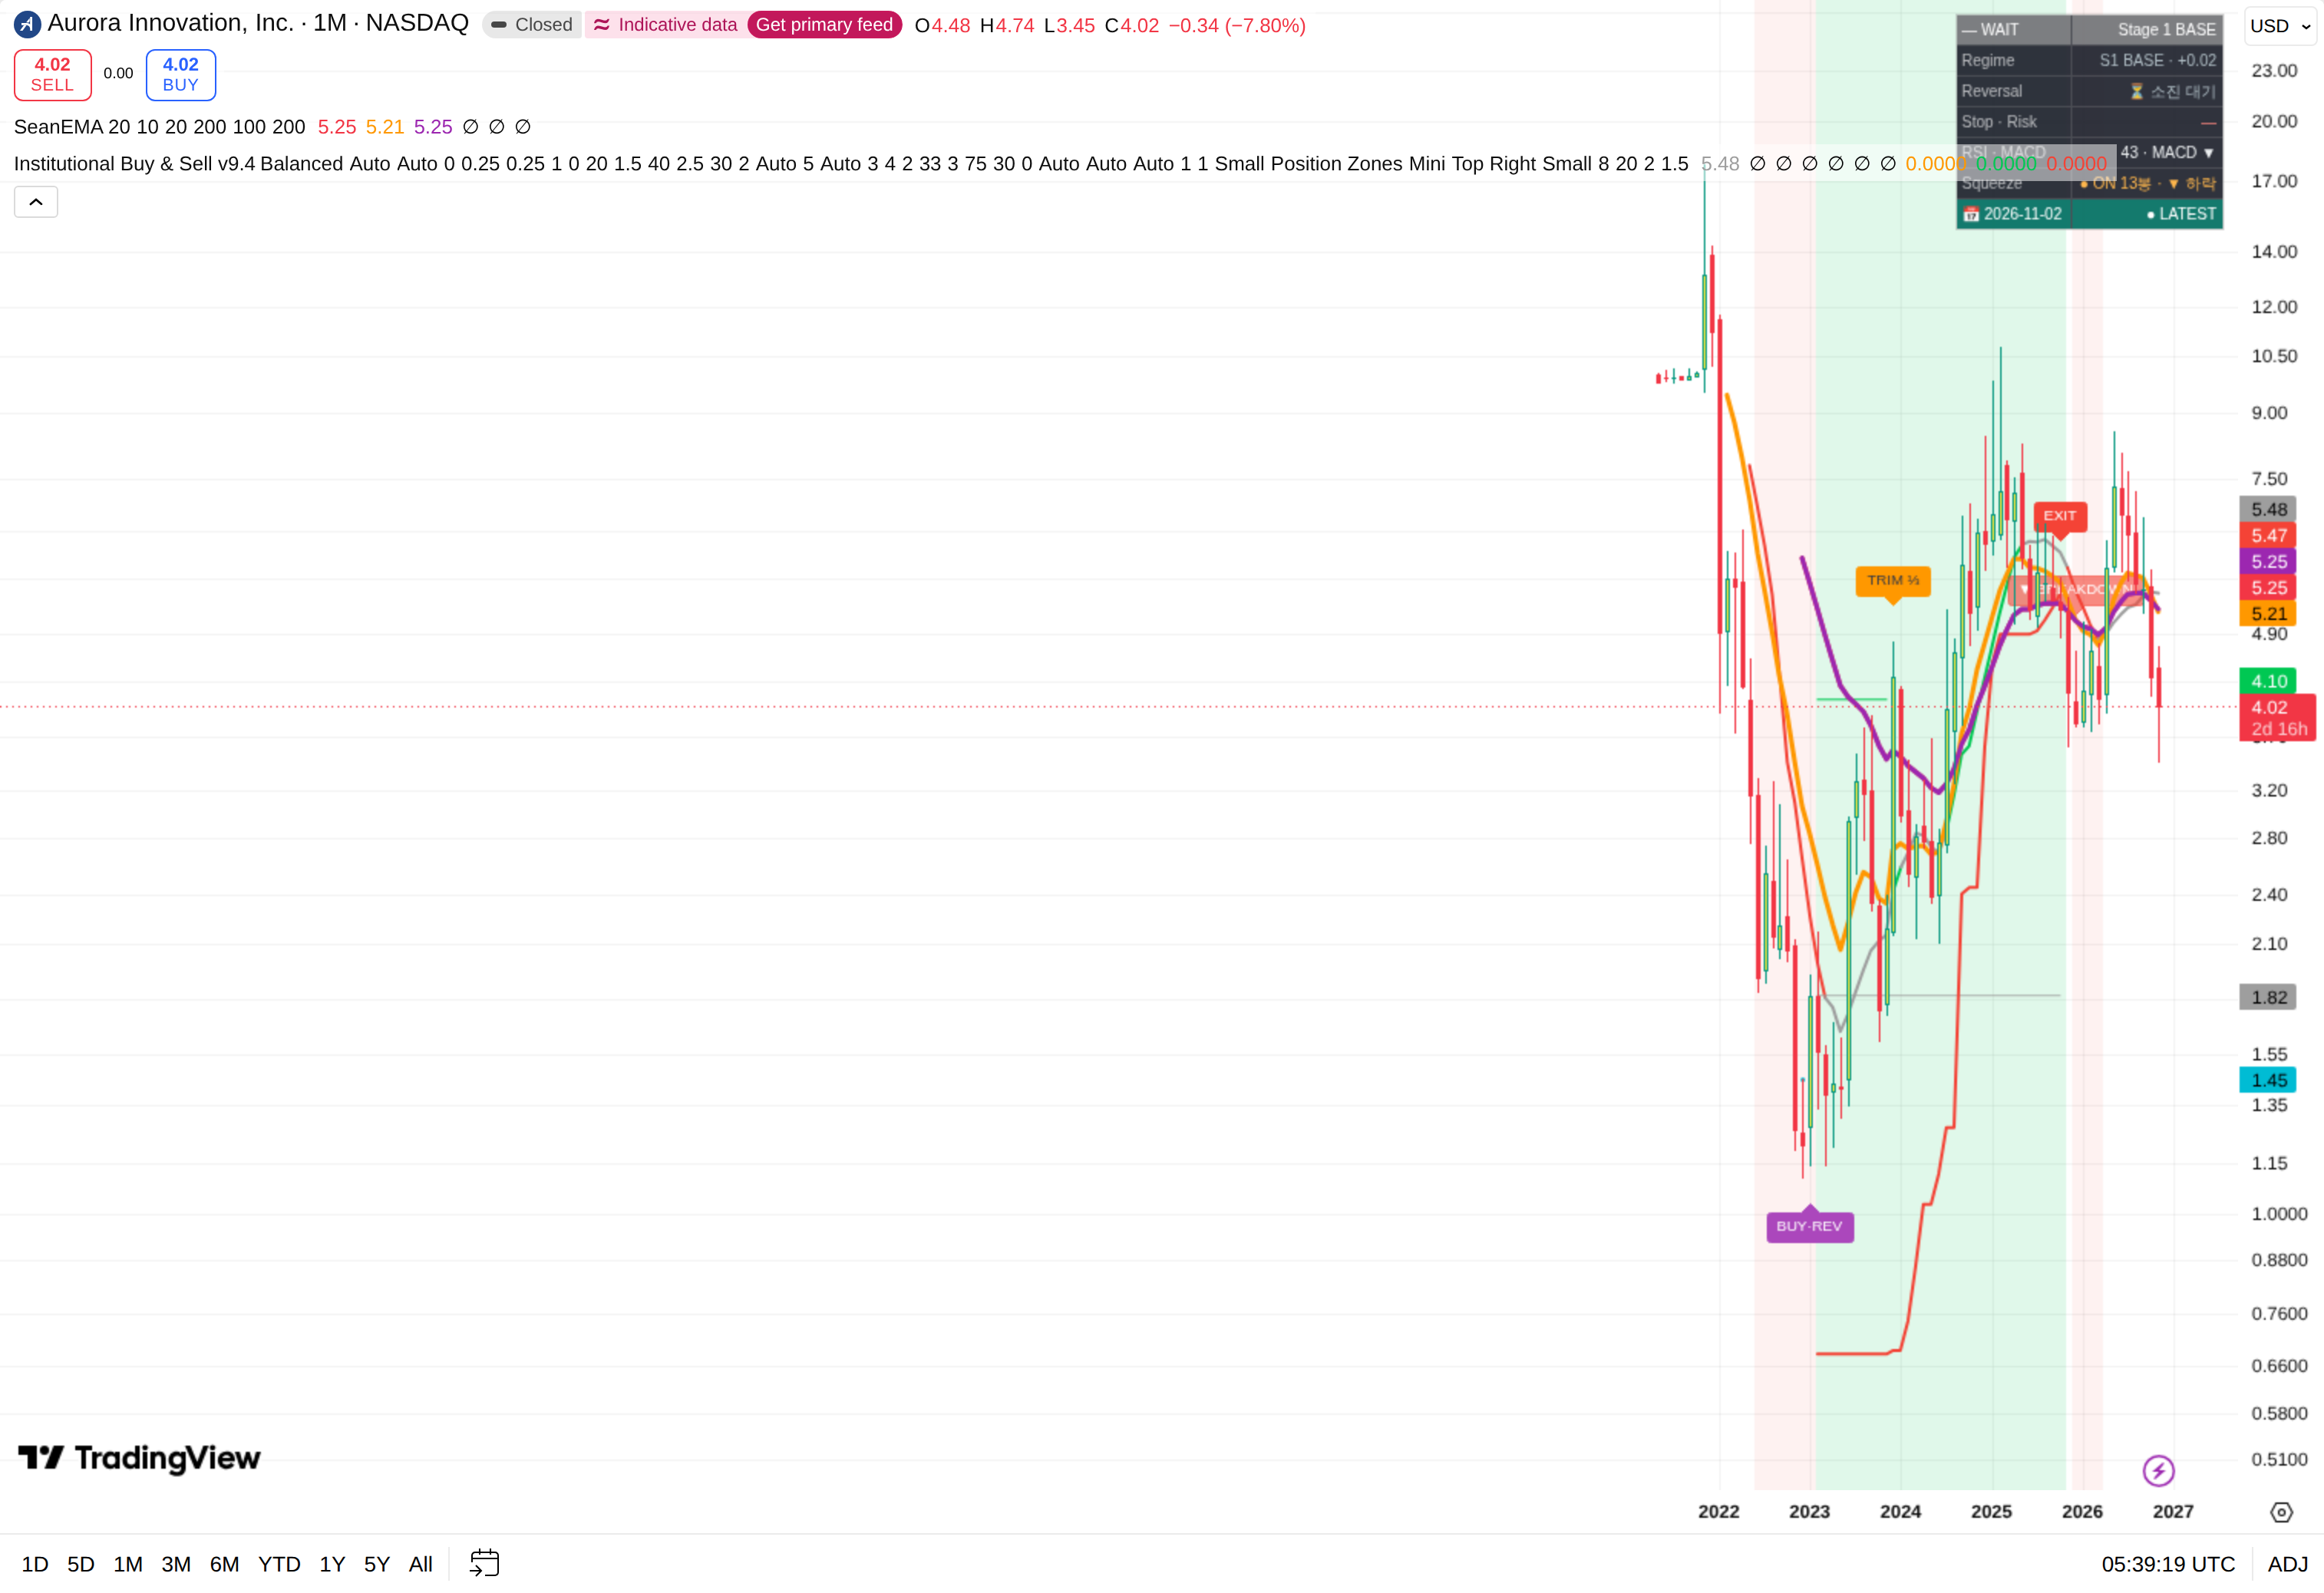 Aurora Innovation, Inc. · 1M · NASDAQ Closed Indicative data Get primary feed O4.48 H4.74 L3.45 C4.02 −0.34 (−7.80%)
4.02 SELL 0.00 4.02 BUY
SeanEMA 20 10 20 200 100 200 5.25 5.21 5.25 ∅ ∅ ∅
Institutional Buy & Sell v9.4 Balanced Auto Auto 0 0.25 0.25 1 0 20 1.5 40 2.5 30 2 Auto 5 Auto 3 4 2 33 3 75 30 0 Auto Auto Auto 1 1 Small Position Zones Mini Top Right Small 8 20 2 1.5 5.48 ∅ ∅ ∅ ∅ ∅ ∅ 0.0000 0.0000 0.0000
— WAIT Stage 1 BASE
Regime S1 BASE · +0.02
Reversal ⏳ 소진 대기
Stop · Risk —
RSI · MACD 43 · MACD ▼
Squeeze ● ON 13봉 · ▼ 하락
📅 2026-11-02 ● LATEST
USD
23.00
20.00
17.00
14.00
12.00
10.50
9.00
7.50
5.48
5.47
5.25
5.25
5.21
4.90
4.10
4.02
2d 16h
3.20
2.80
2.40
2.10
1.82
1.55
1.45
1.35
1.15
1.0000
0.8800
0.7600
0.6600
0.5800
0.5100
EXIT
TRIM ⅓
BUY-REV
TradingView
2022 2023 2024 2025 2026 2027
1D 5D 1M 3M 6M YTD 1Y 5Y All 05:39:19 UTC ADJ